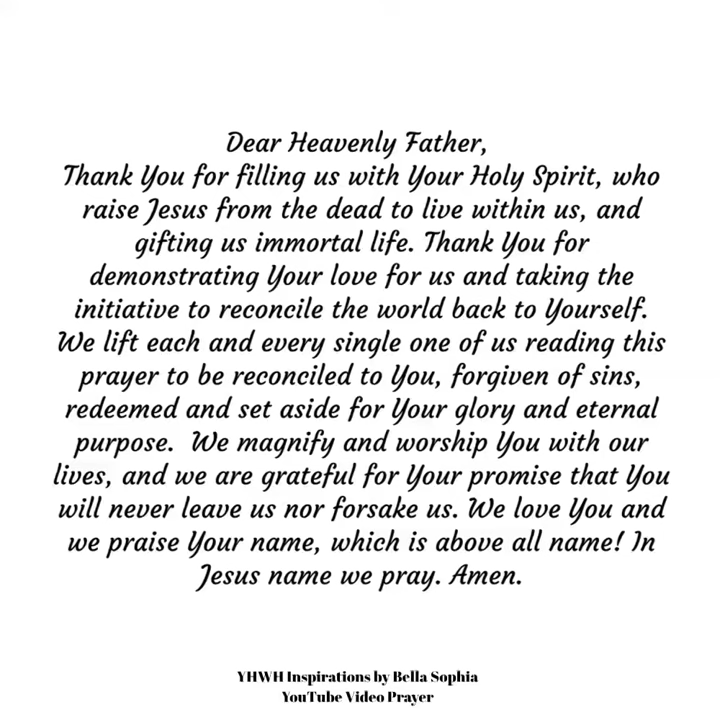 Dear Heavenly Father,
Thank You for filling us with Your Holy Spirit, who
raise Jesus from the dead to live within us, and
gifting us immortal life. Thank You for
demonstrating Your love for us and taking the
initiative to reconcile the world back to Yourself.
We lift each and every single one of us reading this
prayer to be reconciled to You, forgiven of sins,
redeemed and set aside for Your glory and eternal
purpose. We magnify and worship You with our
lives, and we are grateful for Your promise that You
will never leave us nor forsake us. We love You and
we praise Your name, which is above all name! In
Jesus name we pray. Amen.
YHWH Inspirations by Bella Sophia
YouTube Video Prayer